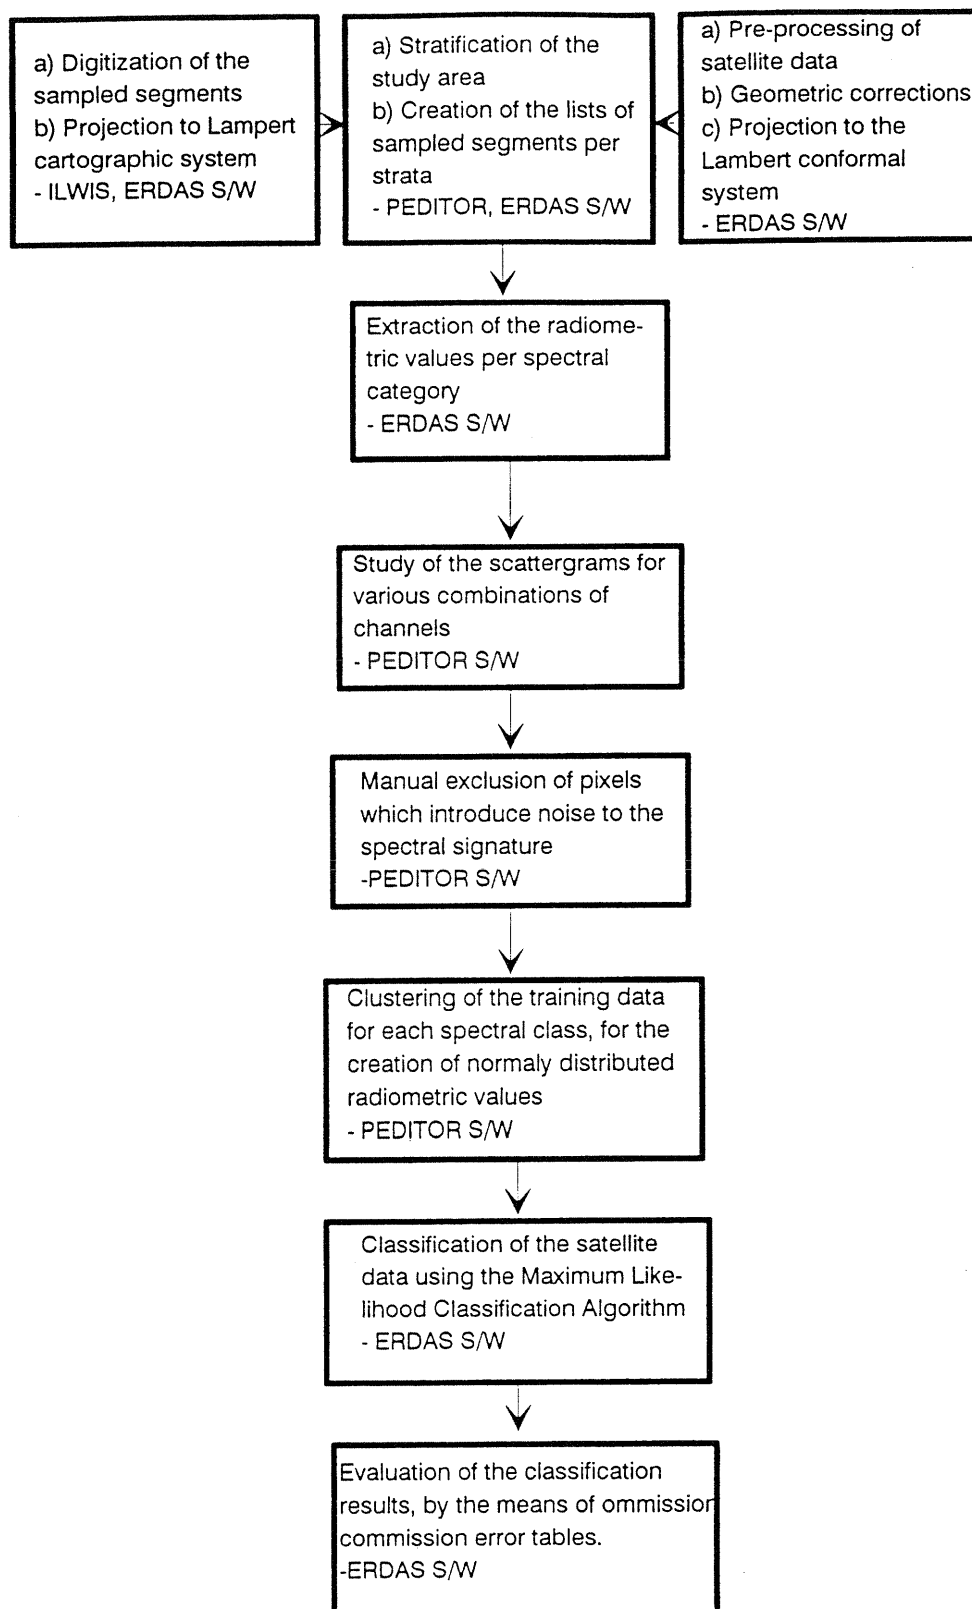 a) Digitization of the
sampled segments
b) Projection to Lampert
cartographic system
- ILWIS, ERDAS S/W
a) Stratification of the
study area
b) Creation of the lists of
sampled segments per
strata
- PEDITOR, ERDAS S/W
a) Pre-processing of
satellite data
b) Geometric corrections
c) Projection to the
Lambert conformal
system
- ERDAS S/W
Extraction of the radiome-
tric values per spectral
category
- ERDAS S/W
Study of the scattergrams for
various combinations of
channels
- PEDITOR S/W
Manual exclusion of pixels
which introduce noise to the
spectral signature
-PEDITOR S/W
Clustering of the training data
for each spectral class, for the
creation of normaly distributed
radiometric values
- PEDITOR S/W
Classification of the satellite
data using the Maximum Like-
lihood Classification Algorithm
- ERDAS S/W
Evaluation of the classification
results, by the means of ommission
commission error tables.
-ERDAS S/W